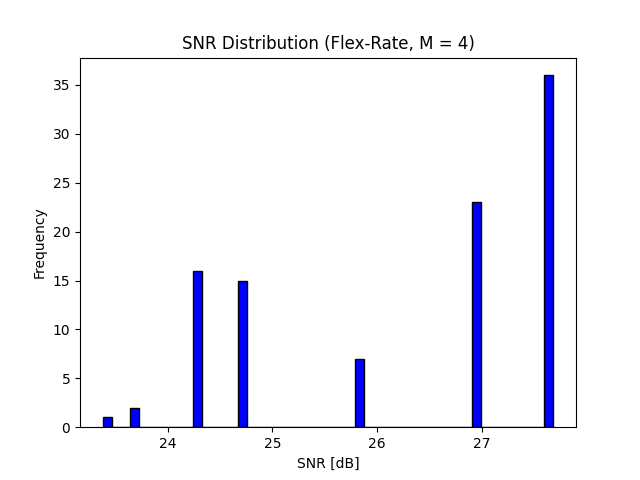 SNR Distribution (Flex-Rate, M = 4)
35
30
25
20
15
10
5
0
Frequency
24 25 26 27
SNR [dB]